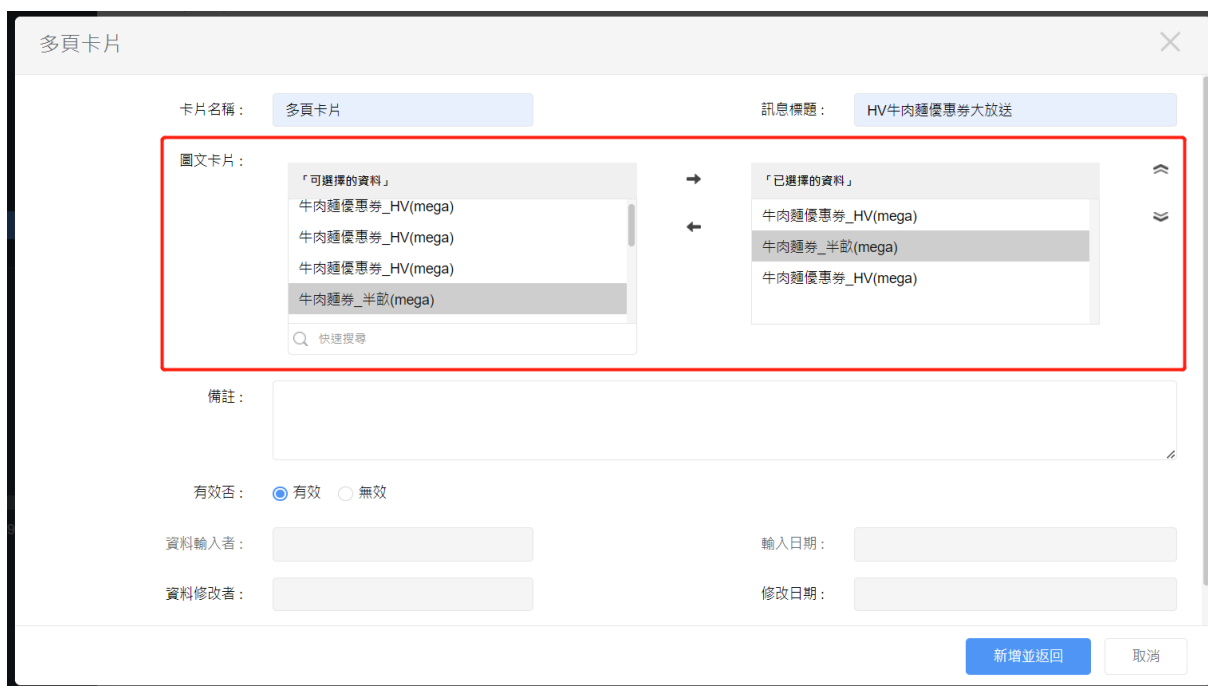 多頁卡片
卡片名稱： 多頁卡片 訊息標題： HV牛肉麵優惠券大放送
圖文卡片：
「可選擇的資料」
牛肉麵優惠券_HV(mega)
牛肉麵優惠券_HV(mega)
牛肉麵優惠券_HV(mega)
牛肉麵券_半畝(mega)
快速搜尋
「已選擇的資料」
牛肉麵優惠券_HV(mega)
牛肉麵券_半畝(mega)
牛肉麵優惠券_HV(mega)
備註：
有效否： 有效 無效
資料輸入者： 輸入日期：
資料修改者： 修改日期：
新增並返回 取消